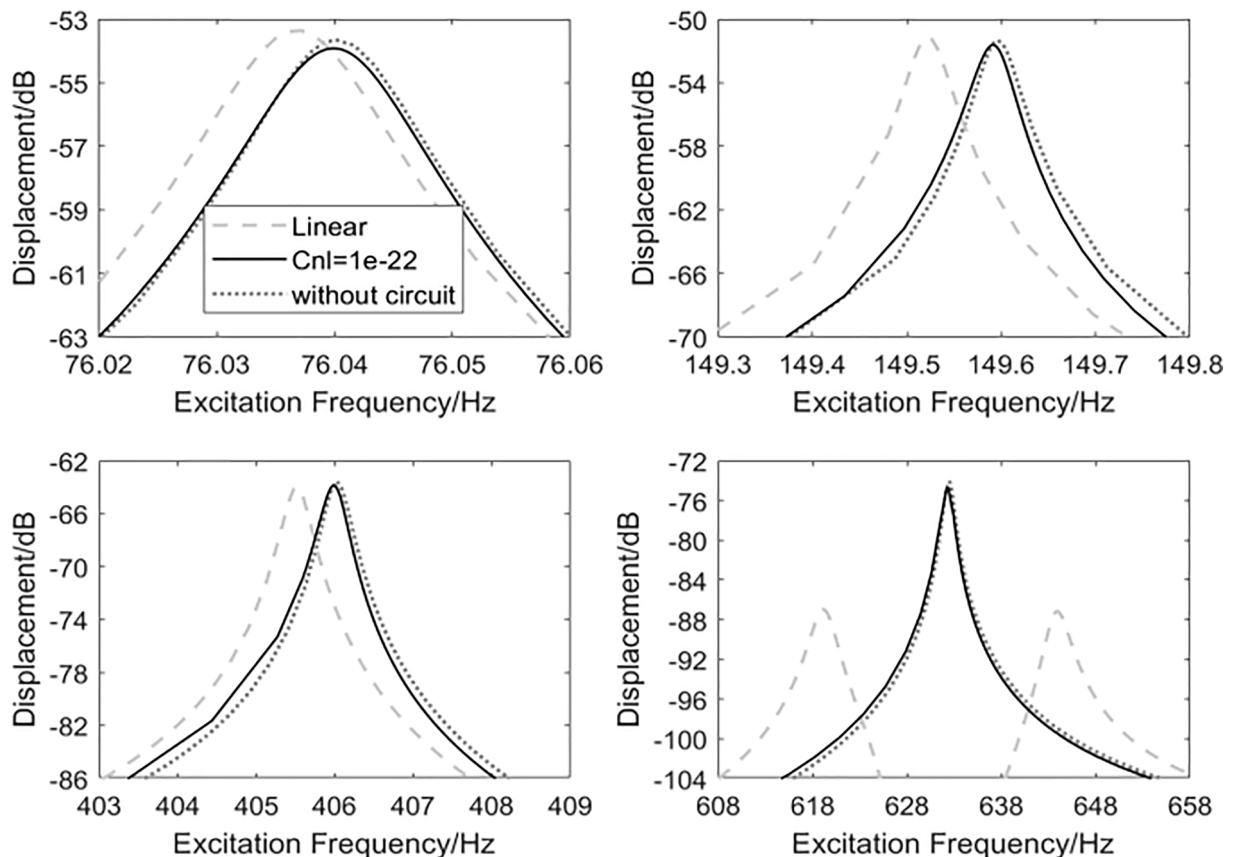 -53
-55
-57
-59
-61
-63
Displacement/dB
Linear
Cnl=1e-22
without circuit
76.02 76.03 76.04 76.05 76.06
Excitation Frequency/Hz
-50
-54
-58
-62
-66
-70
Displacement/dB
149.3 149.4 149.5 149.6 149.7 149.8
Excitation Frequency/Hz
-62
-66
-70
-74
-78
-82
-86
Displacement/dB
403 404 405 406 407 408 409
Excitation Frequency/Hz
-72
-76
-80
-84
-88
-92
-96
-100
-104
Displacement/dB
608 618 628 638 648 658
Excitation Frequency/Hz